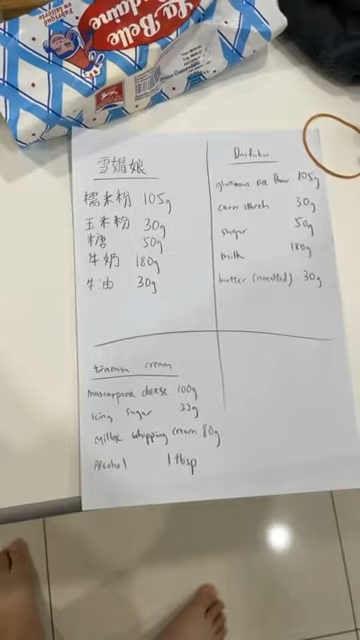 La Belle
雪媚娘
糯米粉 105g
玉米粉 30g
糖 50g
牛奶 180g
牛油 30g
Daifuku
glutinous rice flour 105g
corn starch 30g
sugar 50g
milk 180g
butter (unsalted) 30g
cream
mascarpone cheese 100g
Icing sugar 22g
whipping cream 80g
Alcohol 1 tbsp